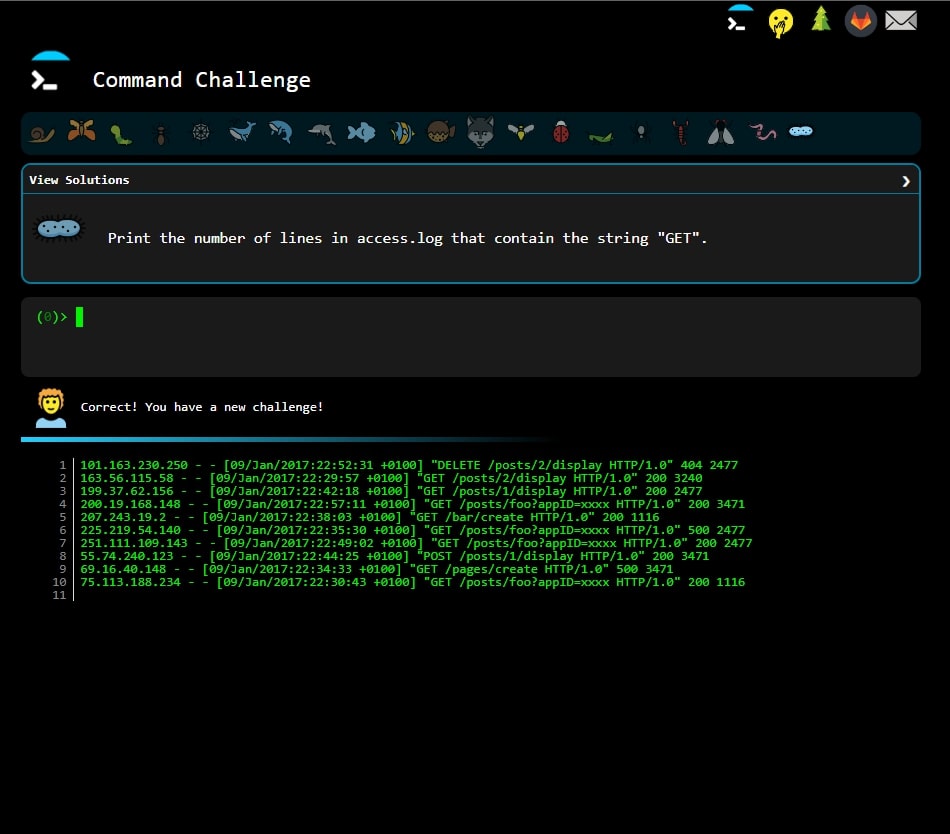 Command Challenge
View Solutions
Print the number of lines in access.log that contain the string "GET".
(0)>
Correct! You have a new challenge!
1 101.163.230.250 - - [09/Jan/2017:22:52:31 +0100] "DELETE /posts/2/display HTTP/1.0" 404 2477
2 163.56.115.58 - - [09/Jan/2017:22:29:57 +0100] "GET /posts/2/display HTTP/1.0" 200 3240
3 199.37.62.156 - - [09/Jan/2017:22:42:18 +0100] "GET /posts/1/display HTTP/1.0" 200 2477
4 200.19.168.148 - - [09/Jan/2017:22:57:11 +0100] "GET /posts/foo?appID=xxxx HTTP/1.0" 200 3471
5 207.243.19.2 - - [09/Jan/2017:22:38:03 +0100] "GET /bar/create HTTP/1.0" 200 1116
6 225.219.54.140 - - [09/Jan/2017:22:35:30 +0100] "GET /posts/foo?appID=xxxx HTTP/1.0" 500 2477
7 251.111.109.143 - - [09/Jan/2017:22:49:02 +0100] "GET /posts/foo?appID=xxxx HTTP/1.0" 200 2477
8 55.74.240.123 - - [09/Jan/2017:22:44:25 +0100] "POST /posts/1/display HTTP/1.0" 200 3471
9 69.16.40.148 - - [09/Jan/2017:22:34:33 +0100] "GET /pages/create HTTP/1.0" 500 3471
10 75.113.188.234 - - [09/Jan/2017:22:30:43 +0100] "GET /posts/foo?appID=xxxx HTTP/1.0" 200 1116
11